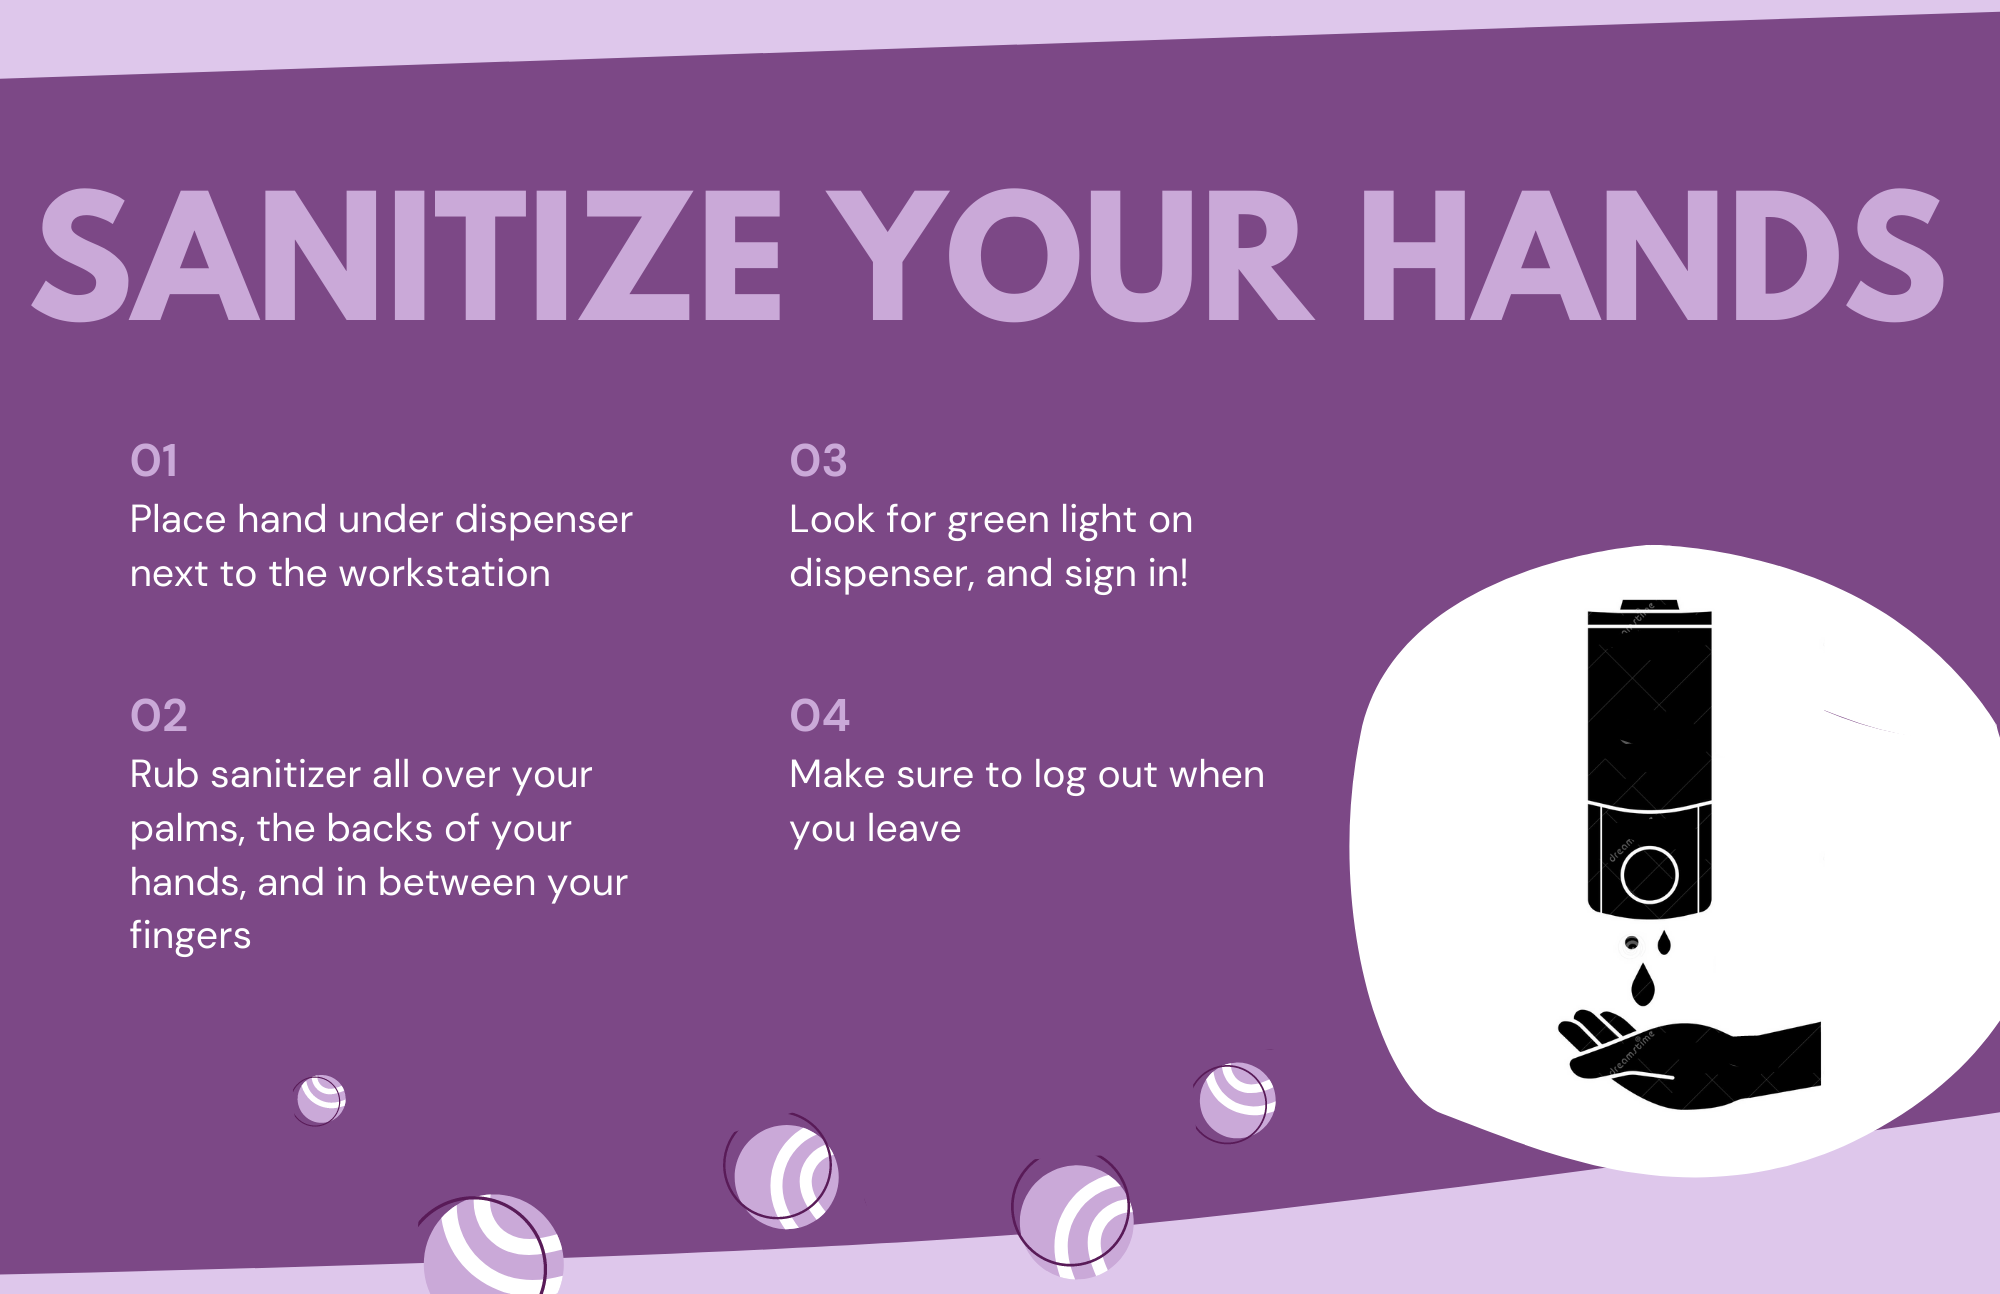 SANITIZE YOUR HANDS
01
Place hand under dispenser
next to the workstation
02
Rub sanitizer all over your
palms, the backs of your
hands, and in between your
fingers
03
Look for green light on
dispenser, and sign in!
04
Make sure to log out when
you leave
dream
dreamstime